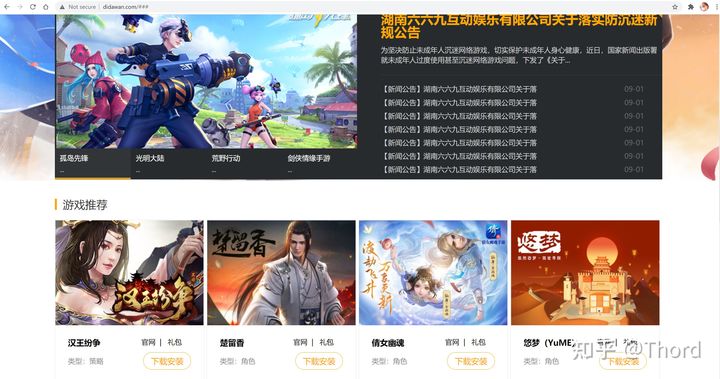 Not secure | didawan.com/###
湖南六六九互动娱乐有限公司关于落实防沉迷新
规公告
为坚决防止未成年人沉迷网络游戏，切实保护未成年人身心健康，近日，国家新闻出版署
就未成年人过度使用甚至沉迷网络游戏问题，下发了《关于...
【新闻公告】湖南六六九互动娱乐有限公司关于落 09-01
【新闻公告】湖南六六九互动娱乐有限公司关于落 09-01
【新闻公告】湖南六六九互动娱乐有限公司关于落 09-01
【新闻公告】湖南六六九互动娱乐有限公司关于落 09-01
【新闻公告】湖南六六九互动娱乐有限公司关于落 09-01
【新闻公告】湖南六六九互动娱乐有限公司关于落 09-01
【新闻公告】湖南六六九互动娱乐有限公司关于落 09-01
孤岛先锋 光明大陆 荒野行动 剑侠情缘手游
... ... ... ...
游戏推荐
汉王纷争
楚留香
渡劫飞升
万象更新
悠梦
汉王纷争 官网 | 礼包
类型：策略 下载安装
楚留香 官网 | 礼包
类型：角色 下载安装
倩女幽魂 官网 | 礼包
类型：角色 下载安装
悠梦（YuME） 官网 | 礼包
类型：角色 下载安装
知乎 @Thord